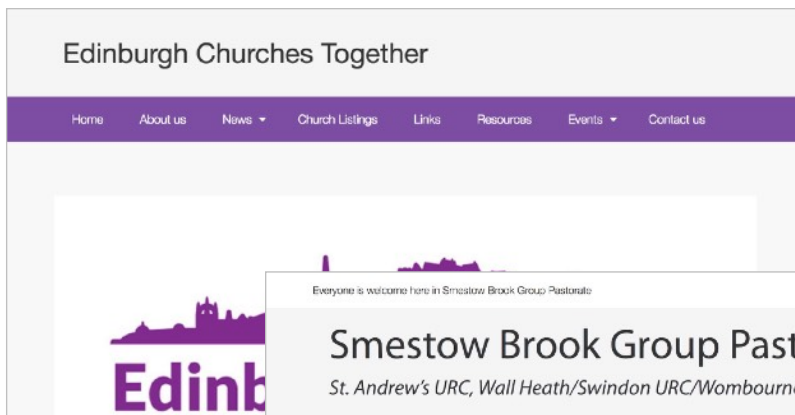 Edinburgh Churches Together
Home About us News Church Listings Links Resources Events Contact us
Everyone is welcome here in Smestow Brook Group Pastorate
Smestow Brook Group Past
Edinb
St. Andrew's URC, Wall Heath/Swindon URC/Wombourne